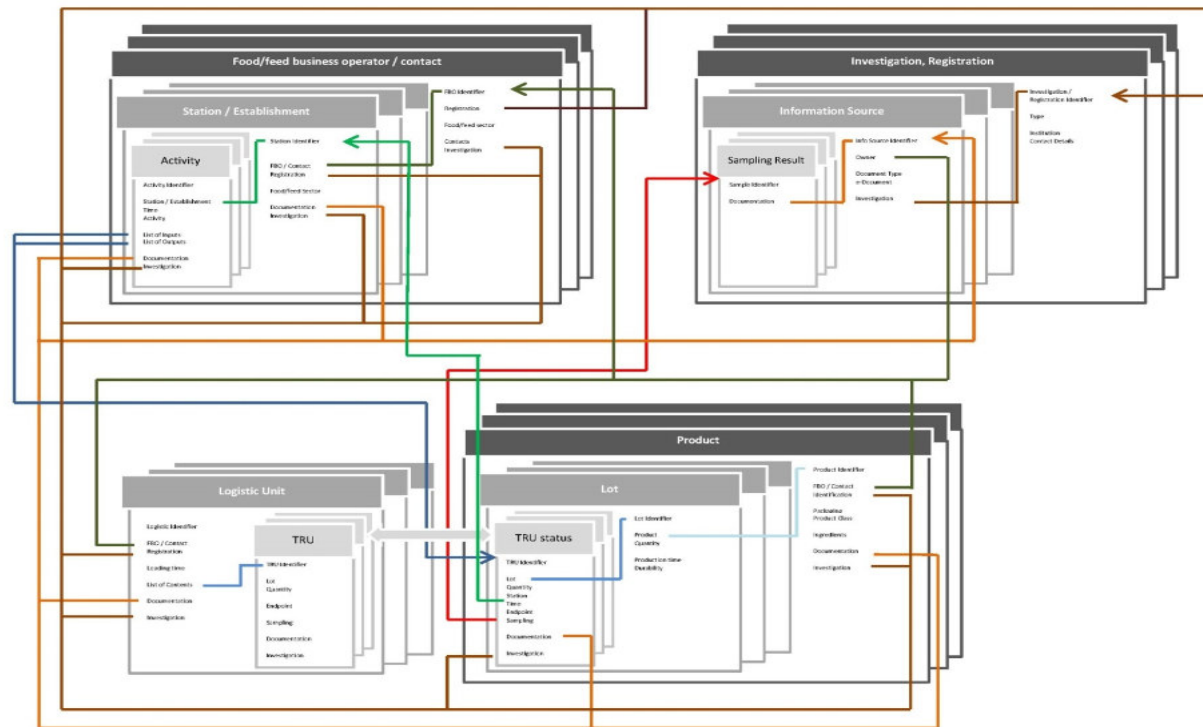 Food/feed business operator / contact
FBO Identifier
Registration
Food/feed sector
Contacts
Investigation
Station / Establishment
Station Identifier
FBO / Contact
Registration
Food/feed Sector
Documentation
Investigation
Activity
Activity Identifier
Station / Establishment
Time
Activity
List of Inputs
List of Outputs
Documentation
Investigation
Investigation, Registration
Investigation /
Registration Identifier
Type
Institution
Contact Details
Information Source
Info Source Identifier
Owner
Document Type
e-Document
Investigation
Sampling Result
Sample Identifier
Documentation
Logistic Unit
Logistic Identifier
FBO / Contact
Registration
Loading time
List of Contents
Documentation
Investigation
TRU
TRU Identifier
Lot
Quantity
Endpoint
Sampling
Documentation
Investigation
Product
Product Identifier
FBO / Contact
Identification
Packaging
Product Class
Ingredients
Documentation
Investigation
Lot
Lot Identifier
Product
Quantity
Production time
Durability
TRU status
TRU Identifier
Lot
Quantity
Station
Time
Endpoint
Sampling
Documentation
Investigation